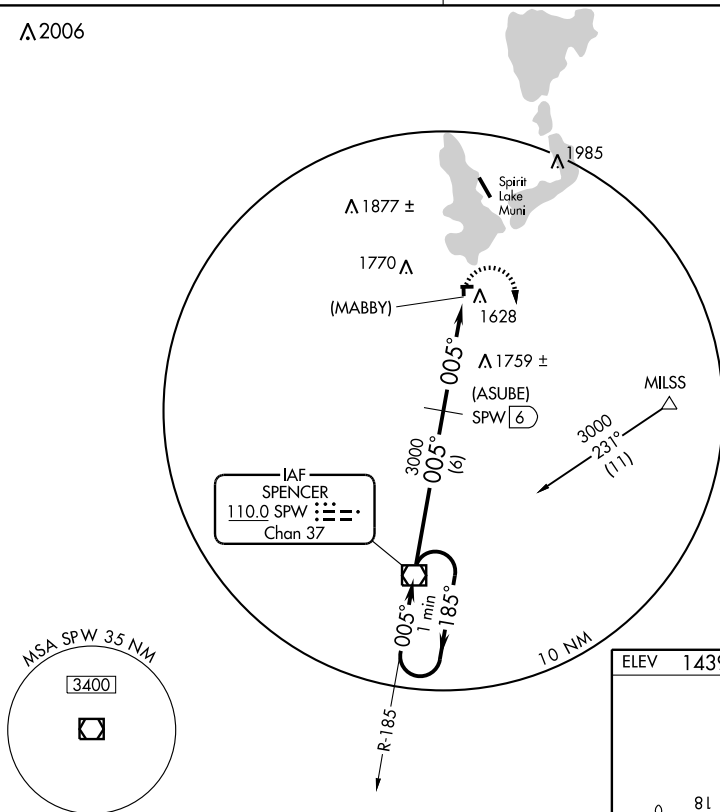 2006
1985
Spirit
Lake
Muni
1877 ±
1770
(MABBY)
1628
005°
1759 ±
(ASUBE)
SPW 6
MILSS
3000
231°
(11)
3000
005°
(6)
IAF
SPENCER
110.0 SPW
Chan 37
005°
1 min
185°
10 NM
R-185
MSA SPW 35 NM
3400
ELEV 1439
18